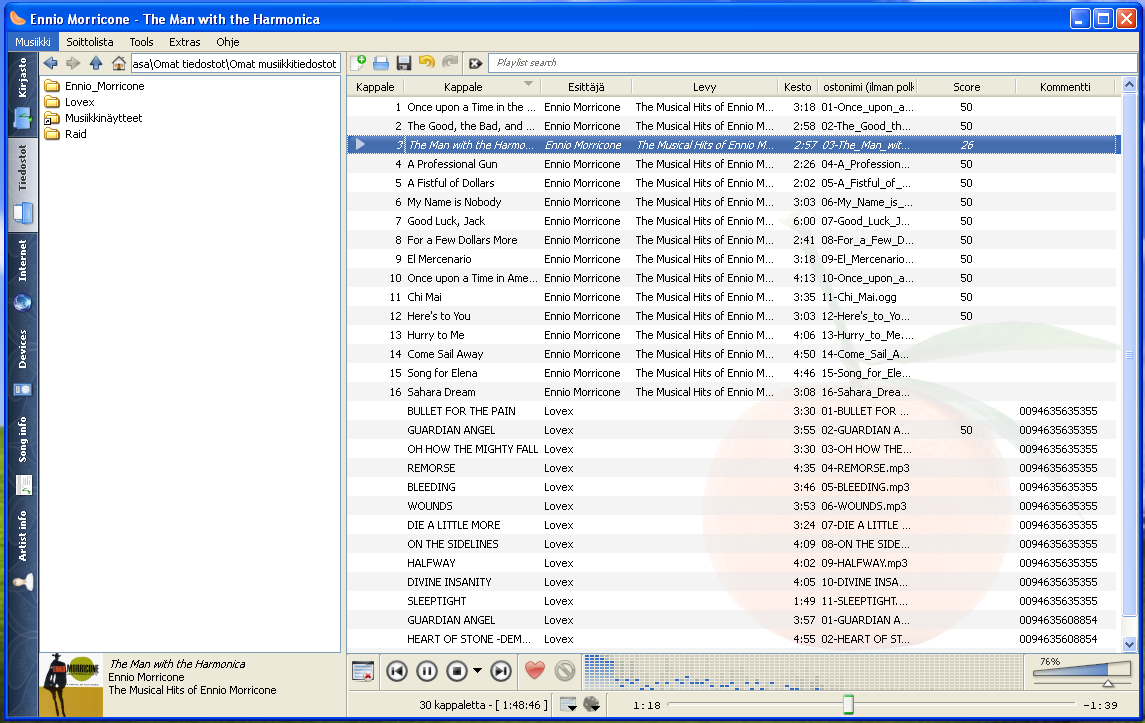 Ennio Morricone - The Man with the Harmonica
Musiikki Soittolista Tools Extras Ohje
asa\Omat tiedostot\Omat musiikkitiedostot
Playlist search
Kirjasto
Tiedostot
Internet
Devices
Song info
Artist info
Ennio_Morricone
Lovex
Musiikkinäytteet
Raid
Kappale Kappale Esittäjä Levy Kesto ostonimi (ilman polk Score Kommentti
1 Once upon a Time in the ... Ennio Morricone The Musical Hits of Ennio M... 3:18 01-Once_upon_a... 50
2 The Good, the Bad, and ... Ennio Morricone The Musical Hits of Ennio M... 2:58 02-The_Good_th... 50
3 The Man with the Harmo... Ennio Morricone The Musical Hits of Ennio M... 2:57 03-The_Man_wit... 26
4 A Professional Gun Ennio Morricone The Musical Hits of Ennio M... 2:26 04-A_Profession... 50
5 A Fistful of Dollars Ennio Morricone The Musical Hits of Ennio M... 2:02 05-A_Fistful_of_... 50
6 My Name is Nobody Ennio Morricone The Musical Hits of Ennio M... 3:03 06-My_Name_is_... 50
7 Good Luck, Jack Ennio Morricone The Musical Hits of Ennio M... 6:00 07-Good_Luck_J... 50
8 For a Few Dollars More Ennio Morricone The Musical Hits of Ennio M... 2:41 08-For_a_Few_D... 50
9 El Mercenario Ennio Morricone The Musical Hits of Ennio M... 3:18 09-El_Mercenario... 50
10 Once upon a Time in Ame... Ennio Morricone The Musical Hits of Ennio M... 4:13 10-Once_upon_a... 50
11 Chi Mai Ennio Morricone The Musical Hits of Ennio M... 3:35 11-Chi_Mai.ogg 50
12 Here's to You Ennio Morricone The Musical Hits of Ennio M... 3:03 12-Here's_to_Yo... 50
13 Hurry to Me Ennio Morricone The Musical Hits of Ennio M... 4:06 13-Hurry_to_Me....
14 Come Sail Away Ennio Morricone The Musical Hits of Ennio M... 4:50 14-Come_Sail_A...
15 Song for Elena Ennio Morricone The Musical Hits of Ennio M... 4:46 15-Song_for_Ele...
16 Sahara Dream Ennio Morricone The Musical Hits of Ennio M... 3:08 16-Sahara_Drea...
BULLET FOR THE PAIN Lovex 3:30 01-BULLET FOR ... 0094635635355
GUARDIAN ANGEL Lovex 3:55 02-GUARDIAN A... 50 0094635635355
OH HOW THE MIGHTY FALL Lovex 3:30 03-OH HOW THE... 0094635635355
REMORSE Lovex 4:35 04-REMORSE.mp3 0094635635355
BLEEDING Lovex 3:46 05-BLEEDING.mp3 0094635635355
WOUNDS Lovex 3:53 06-WOUNDS.mp3 0094635635355
DIE A LITTLE MORE Lovex 3:24 07-DIE A LITTLE ... 0094635635355
ON THE SIDELINES Lovex 4:09 08-ON THE SIDE... 0094635635355
HALFWAY Lovex 4:02 09-HALFWAY.mp3 0094635635355
DIVINE INSANITY Lovex 4:05 10-DIVINE INSA... 0094635635355
SLEEPTIGHT Lovex 1:49 11-SLEEPTIGHT.... 0094635635355
GUARDIAN ANGEL Lovex 3:57 01-GUARDIAN A... 0094635608854
HEART OF STONE -DEM... Lovex 4:55 02-HEART OF ST... 0094635608854
ENNIO MORRICONE
The Man with the Harmonica
Ennio Morricone
The Musical Hits of Ennio Morricone
76%
30 kappaletta - [ 1:48:46 ] 1:18 -1:39